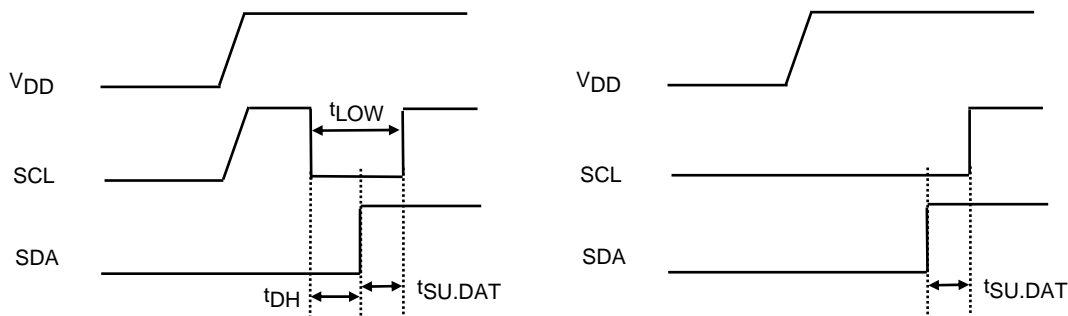 VDD
tLOW
SCL
SDA
tDH
tSU.DAT
VDD
SCL
SDA
tSU.DAT